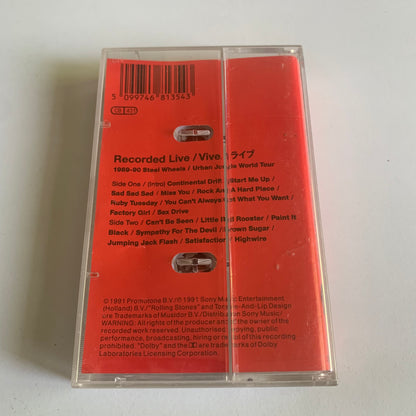 5 099746 813543
CB 431
Recorded Live / Vive / ライブ
1989-90 Steel Wheels / Urban Jungle World Tour
Side One / (Intro) Continental Drift / Start Me Up /
Sad Sad Sad / Miss You / Rock And A Hard Place /
Ruby Tuesday / You Can't Always Get What You Want /
Factory Girl / Sex Drive
Side Two / Can't Be Seen / Little Red Rooster / Paint It
Black / Sympathy For The Devil / Brown Sugar /
Jumping Jack Flash / Satisfaction / Highwire
© 1991 Promotone B.V./℗ 1991 Sony Music Entertainment
(Holland) B.V./"Rolling Stones" and Tongue-And-Lip Design
are Trademarks of Musidor B.V./Distribution Sony Music/
WARNING: All rights of the producer and of the owner of the
recorded work reserved. Unauthorised copying, public
performance, broadcasting, hiring or rental of this recording
prohibited. "Dolby" and the DD are trademarks of Dolby
Laboratories Licensing Corporation.